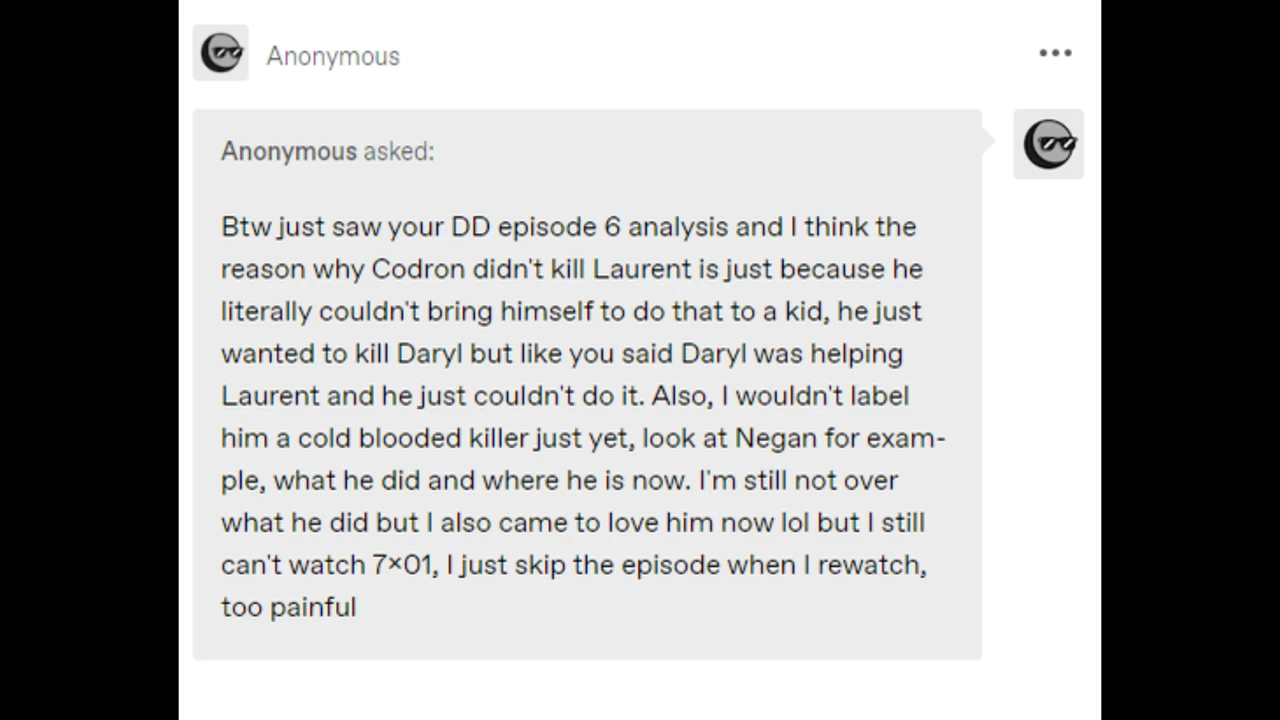 Anonymous
Anonymous asked:
Btw just saw your DD episode 6 analysis and I think the
reason why Codron didn't kill Laurent is just because he
literally couldn't bring himself to do that to a kid, he just
wanted to kill Daryl but like you said Daryl was helping
Laurent and he just couldn't do it. Also, I wouldn't label
him a cold blooded killer just yet, look at Negan for exam-
ple, what he did and where he is now. I'm still not over
what he did but I also came to love him now lol but I still
can't watch 7×01, I just skip the episode when I rewatch,
too painful